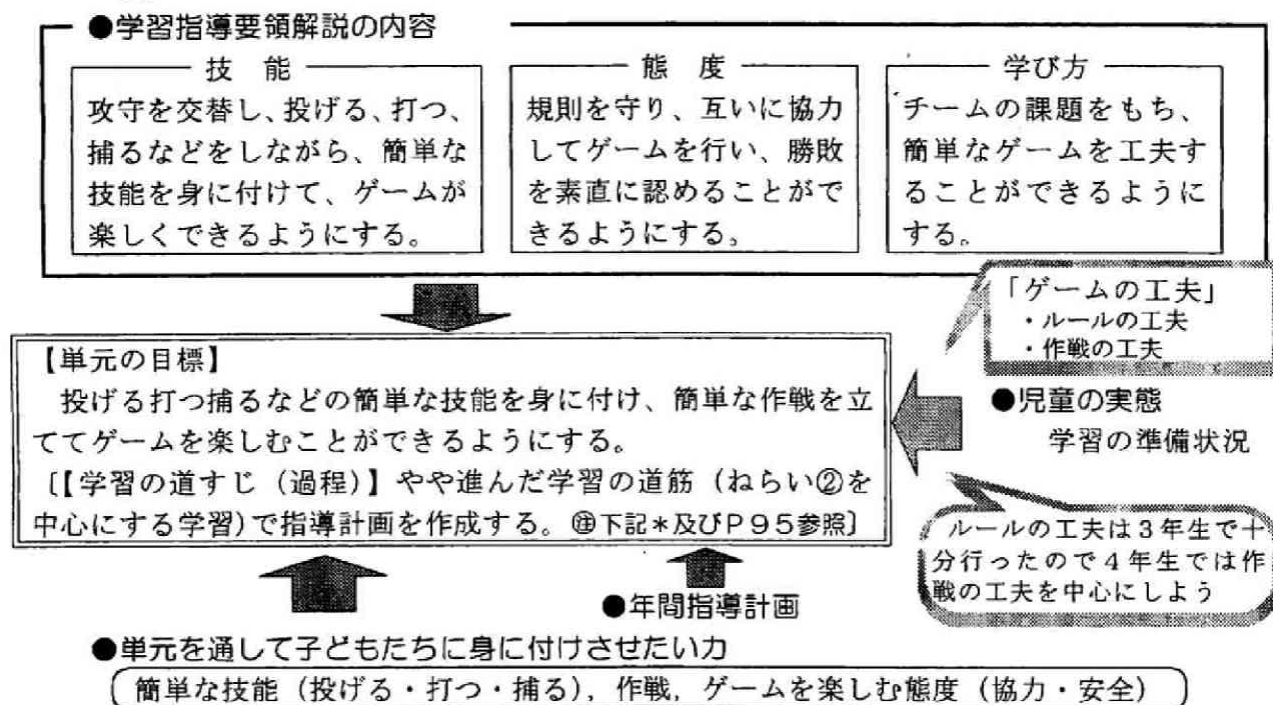 ●学習指導要領解説の内容
技 能
攻守を交替し、投げる、打つ、
捕るなどをしながら、簡単な
技能を身に付けて、ゲームが
楽しくできるようにする。
態 度
規則を守り、互いに協力
してゲームを行い、勝敗
を素直に認めることがで
きるようにする。
学び方
チームの課題をもち、
簡単なゲームを工夫す
ることができるように
する。
「ゲームの工夫」
・ルールの工夫
・作戦の工夫
【単元の目標】
投げる打つ捕るなどの簡単な技能を身に付け、簡単な作戦を立
ててゲームを楽しむことができるようにする。
〔【学習の道すじ（過程）】やや進んだ学習の道筋（ねらい②を
中心にする学習）で指導計画を作成する。㊟下記＊及びＰ９５参照〕
●児童の実態
学習の準備状況
ルールの工夫は３年生で十
分行ったので４年生では作
戦の工夫を中心にしよう
●年間指導計画
●単元を通して子どもたちに身に付けさせたい力
簡単な技能（投げる・打つ・捕る），作戦，ゲームを楽しむ態度（協力・安全）